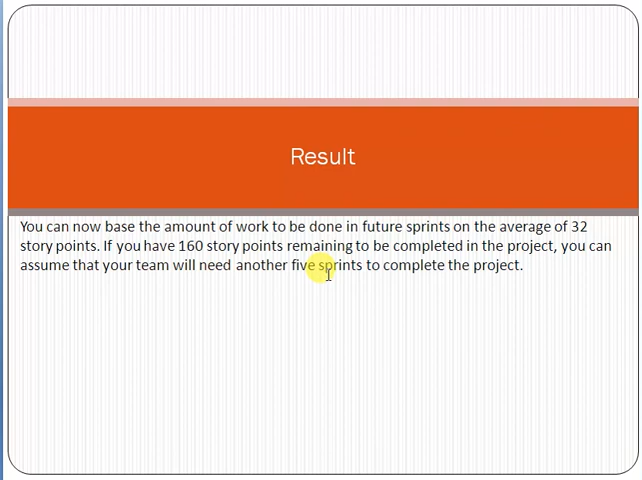 Result
You can now base the amount of work to be done in future sprints on the average of 32
story points. If you have 160 story points remaining to be completed in the project, you can
assume that your team will need another five sprints to complete the project.